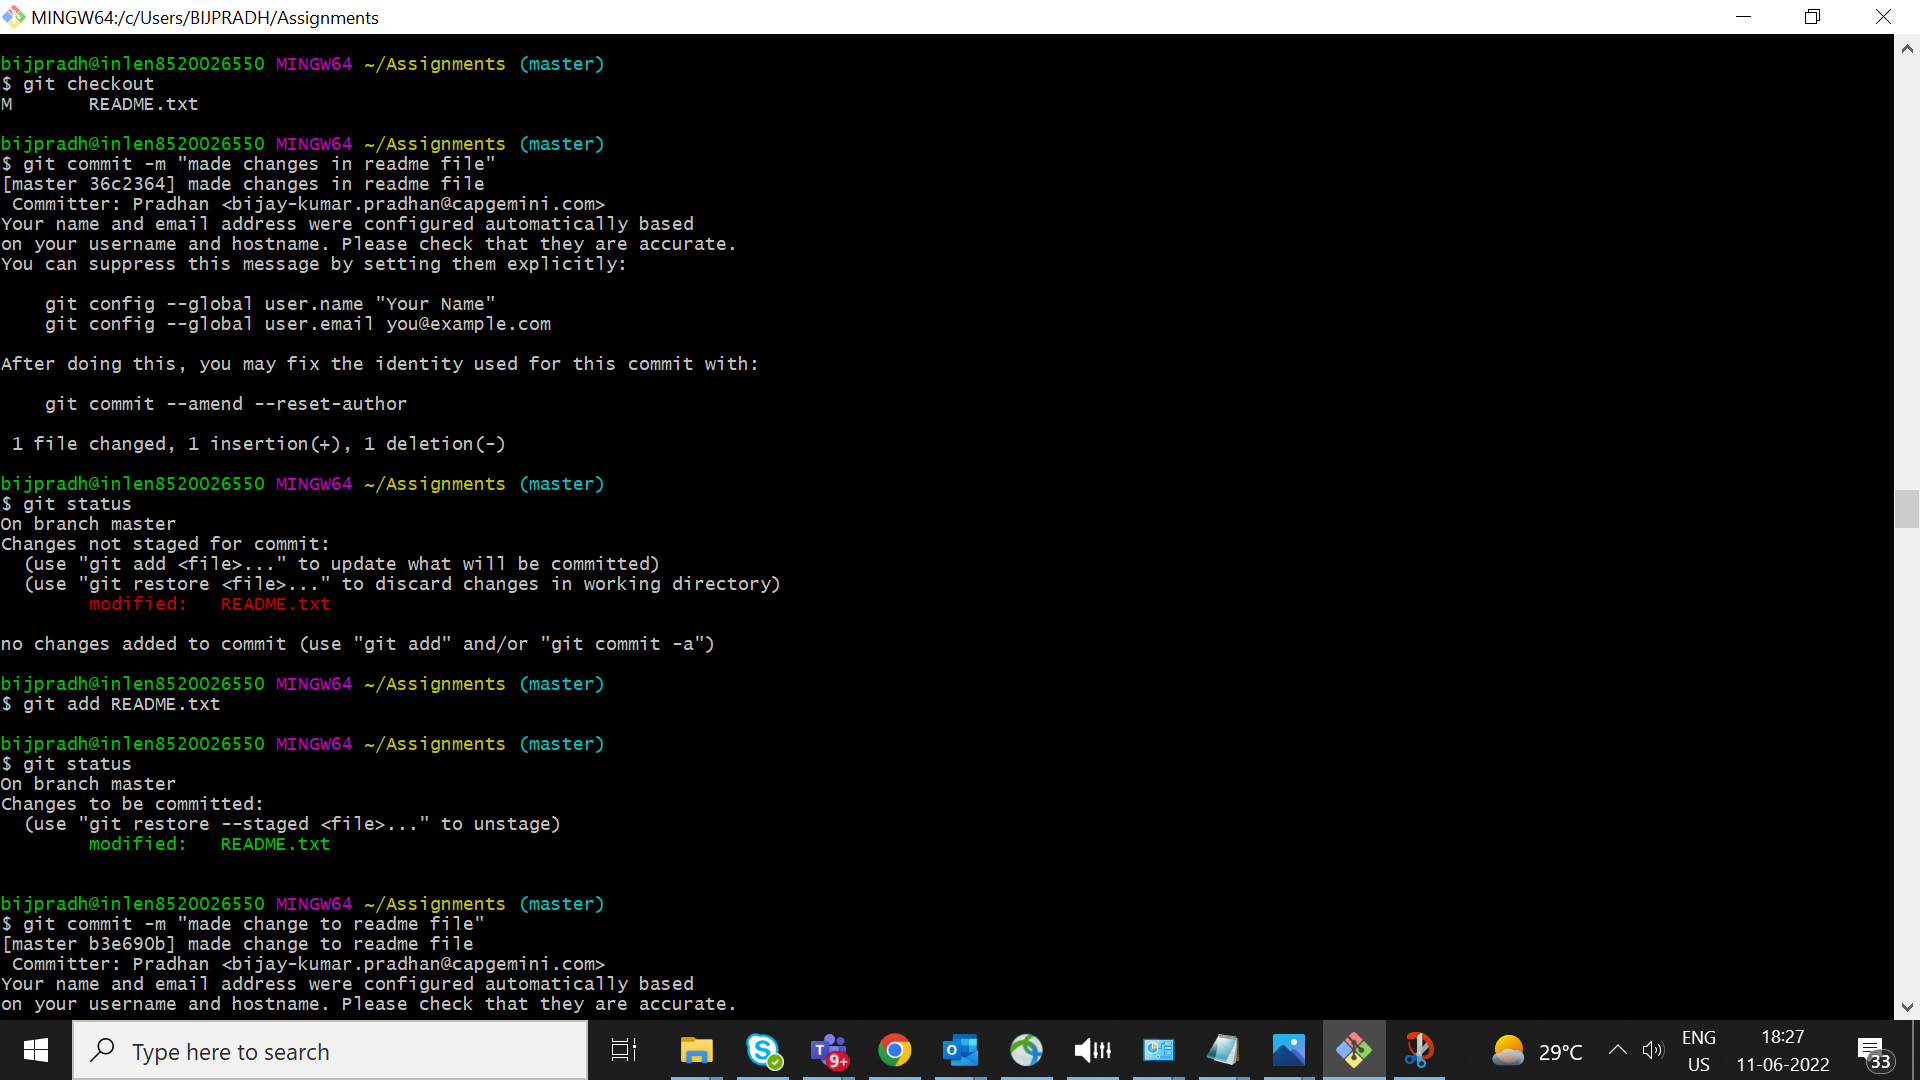 MINGW64:/c/Users/BIJPRADH/Assignments
bijpradh@inlen8520026550 MINGW64 ~/Assignments (master)
$ git checkout
M       README.txt
bijpradh@inlen8520026550 MINGW64 ~/Assignments (master)
$ git commit -m "made changes in readme file"
[master 36c2364] made changes in readme file
 Committer: Pradhan <bijay-kumar.pradhan@capgemini.com>
Your name and email address were configured automatically based
on your username and hostname. Please check that they are accurate.
You can suppress this message by setting them explicitly:
    git config --global user.name "Your Name"
    git config --global user.email you@example.com
After doing this, you may fix the identity used for this commit with:
    git commit --amend --reset-author
 1 file changed, 1 insertion(+), 1 deletion(-)
bijpradh@inlen8520026550 MINGW64 ~/Assignments (master)
$ git status
On branch master
Changes not staged for commit:
  (use "git add <file>..." to update what will be committed)
  (use "git restore <file>..." to discard changes in working directory)
        modified:   README.txt
no changes added to commit (use "git add" and/or "git commit -a")
bijpradh@inlen8520026550 MINGW64 ~/Assignments (master)
$ git add README.txt
bijpradh@inlen8520026550 MINGW64 ~/Assignments (master)
$ git status
On branch master
Changes to be committed:
  (use "git restore --staged <file>..." to unstage)
        modified:   README.txt
bijpradh@inlen8520026550 MINGW64 ~/Assignments (master)
$ git commit -m "made change to readme file"
[master b3e690b] made change to readme file
 Committer: Pradhan <bijay-kumar.pradhan@capgemini.com>
Your name and email address were configured automatically based
on your username and hostname. Please check that they are accurate.
Type here to search
9+
29°C
ENG
US
18:27
11-06-2022
33